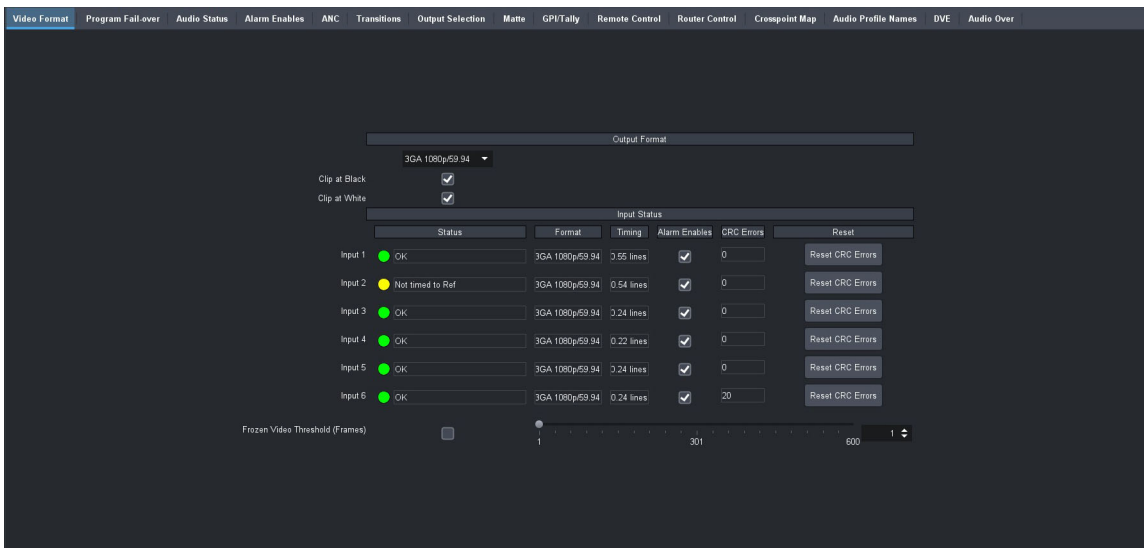 Video Format Program Fail-over Audio Status Alarm Enables ANC Transitions Output Selection Matte GPI/Tally Remote Control Router Control Crosspoint Map Audio Profile Names DVE Audio Over
Output Format
3GA 1080p/59.94
Clip at Black
Clip at White
Input Status
Status Format Timing Alarm Enables CRC Errors Reset
Input 1 OK 3GA 1080p/59.94 0.55 lines 0 Reset CRC Errors
Input 2 Not timed to Ref 3GA 1080p/59.94 0.54 lines 0 Reset CRC Errors
Input 3 OK 3GA 1080p/59.94 0.24 lines 0 Reset CRC Errors
Input 4 OK 3GA 1080p/59.94 0.22 lines 0 Reset CRC Errors
Input 5 OK 3GA 1080p/59.94 0.24 lines 0 Reset CRC Errors
Input 6 OK 3GA 1080p/59.94 0.24 lines 20 Reset CRC Errors
Frozen Video Threshold (Frames) 1
1 301 600